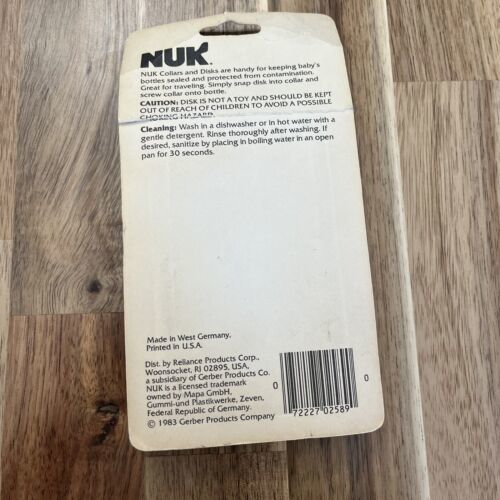 NUK
NUK Collars and Disks are handy for keeping baby's
bottles sealed and protected from contamination.
Great for traveling. Simply snap disk into collar and
screw collar onto bottle.
CAUTION: DISK IS NOT A TOY AND SHOULD BE KEPT
OUT OF REACH OF CHILDREN TO AVOID A POSSIBLE
CHOKING HAZARD.
Cleaning: Wash in a dishwasher or in hot water with a
gentle detergent. Rinse thoroughly after washing. If
desired, sanitize by placing in boiling water in an open
pan for 30 seconds.
Made in West Germany.
Printed in U.S.A.
Dist. by Reliance Products Corp.,
Woonsocket, RI 02895, USA,
a subsidiary of Gerber Products Co.
NUK is a licensed trademark
owned by Mapa GmbH,
Gummi-und Plastikwerke, Zeven,
Federal Republic of Germany.
© 1983 Gerber Products Company
0 72227 02589 0